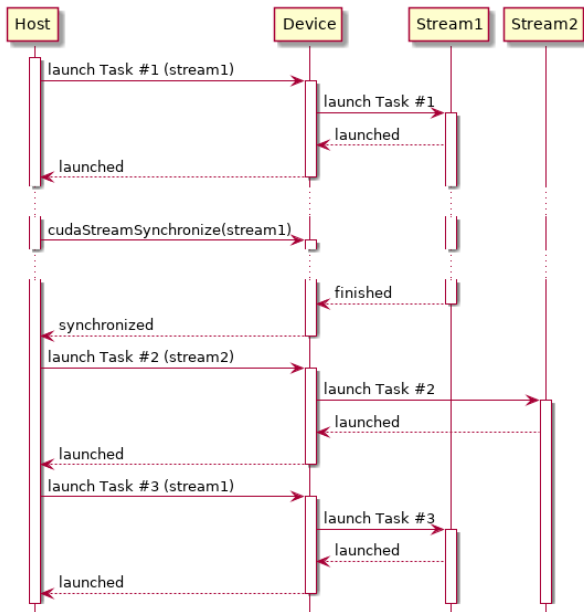 Host
Device
Stream1
Stream2
launch Task #1 (stream1)
launch Task #1
launched
launched
cudaStreamSynchronize(stream1)
finished
synchronized
launch Task #2 (stream2)
launch Task #2
launched
launched
launch Task #3 (stream1)
launch Task #3
launched
launched